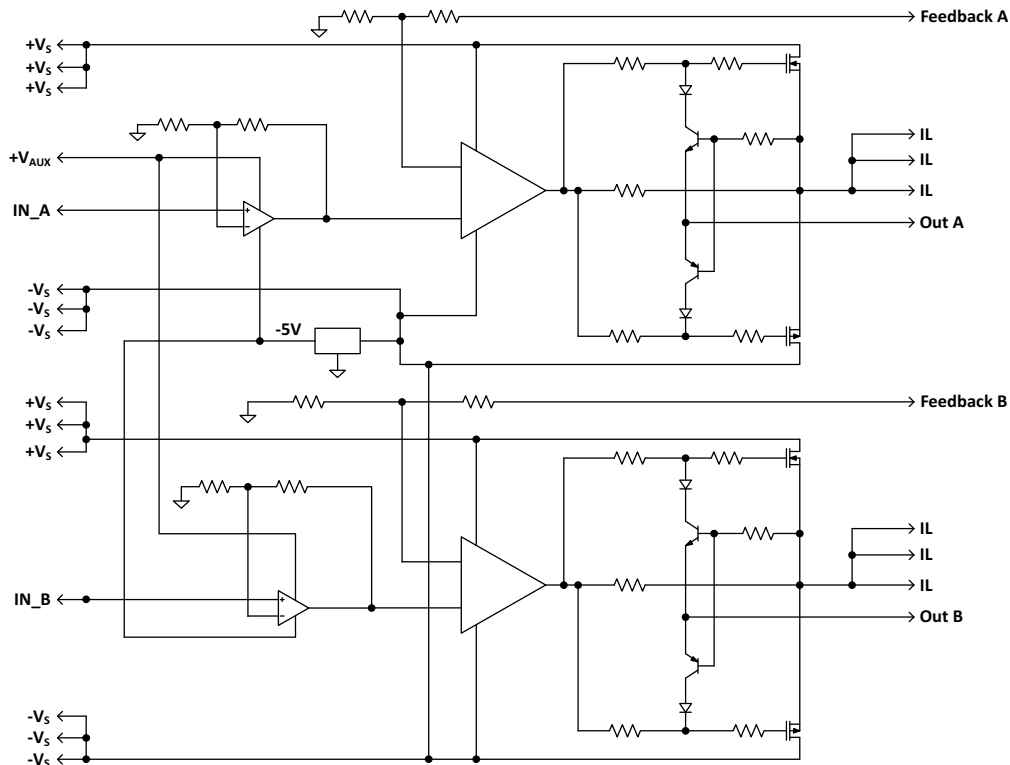 Feedback A
+VS
+VS
+VS
IL
+VAUX
IL
IL
IN_A
+
−
Out A
-VS
-VS
-VS
-5V
+VS
Feedback B
+VS
+VS
IL
IL
IL
IN_B
+
−
Out B
-VS
-VS
-VS